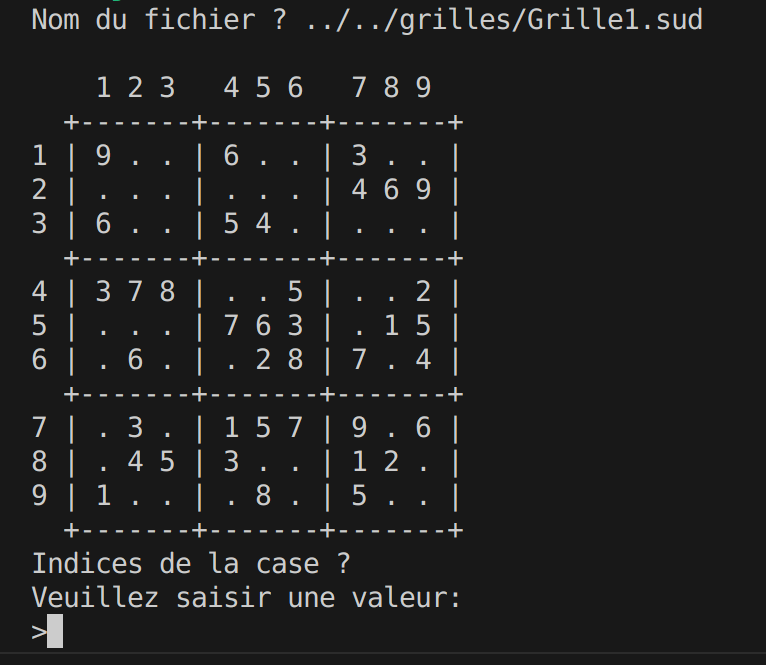 Nom du fichier ? ../../grilles/Grille1.sud
    1 2 3   4 5 6   7 8 9
  +-------+-------+-------+
1 | 9 . . | 6 . . | 3 . . |
2 | . . . | . . . | 4 6 9 |
3 | 6 . . | 5 4 . | . . . |
  +-------+-------+-------+
4 | 3 7 8 | . . 5 | . . 2 |
5 | . . . | 7 6 3 | . 1 5 |
6 | . 6 . | . 2 8 | 7 . 4 |
  +-------+-------+-------+
7 | . 3 . | 1 5 7 | 9 . 6 |
8 | . 4 5 | 3 . . | 1 2 . |
9 | 1 . . | . 8 . | 5 . . |
  +-------+-------+-------+
Indices de la case ?
Veuillez saisir une valeur:
>